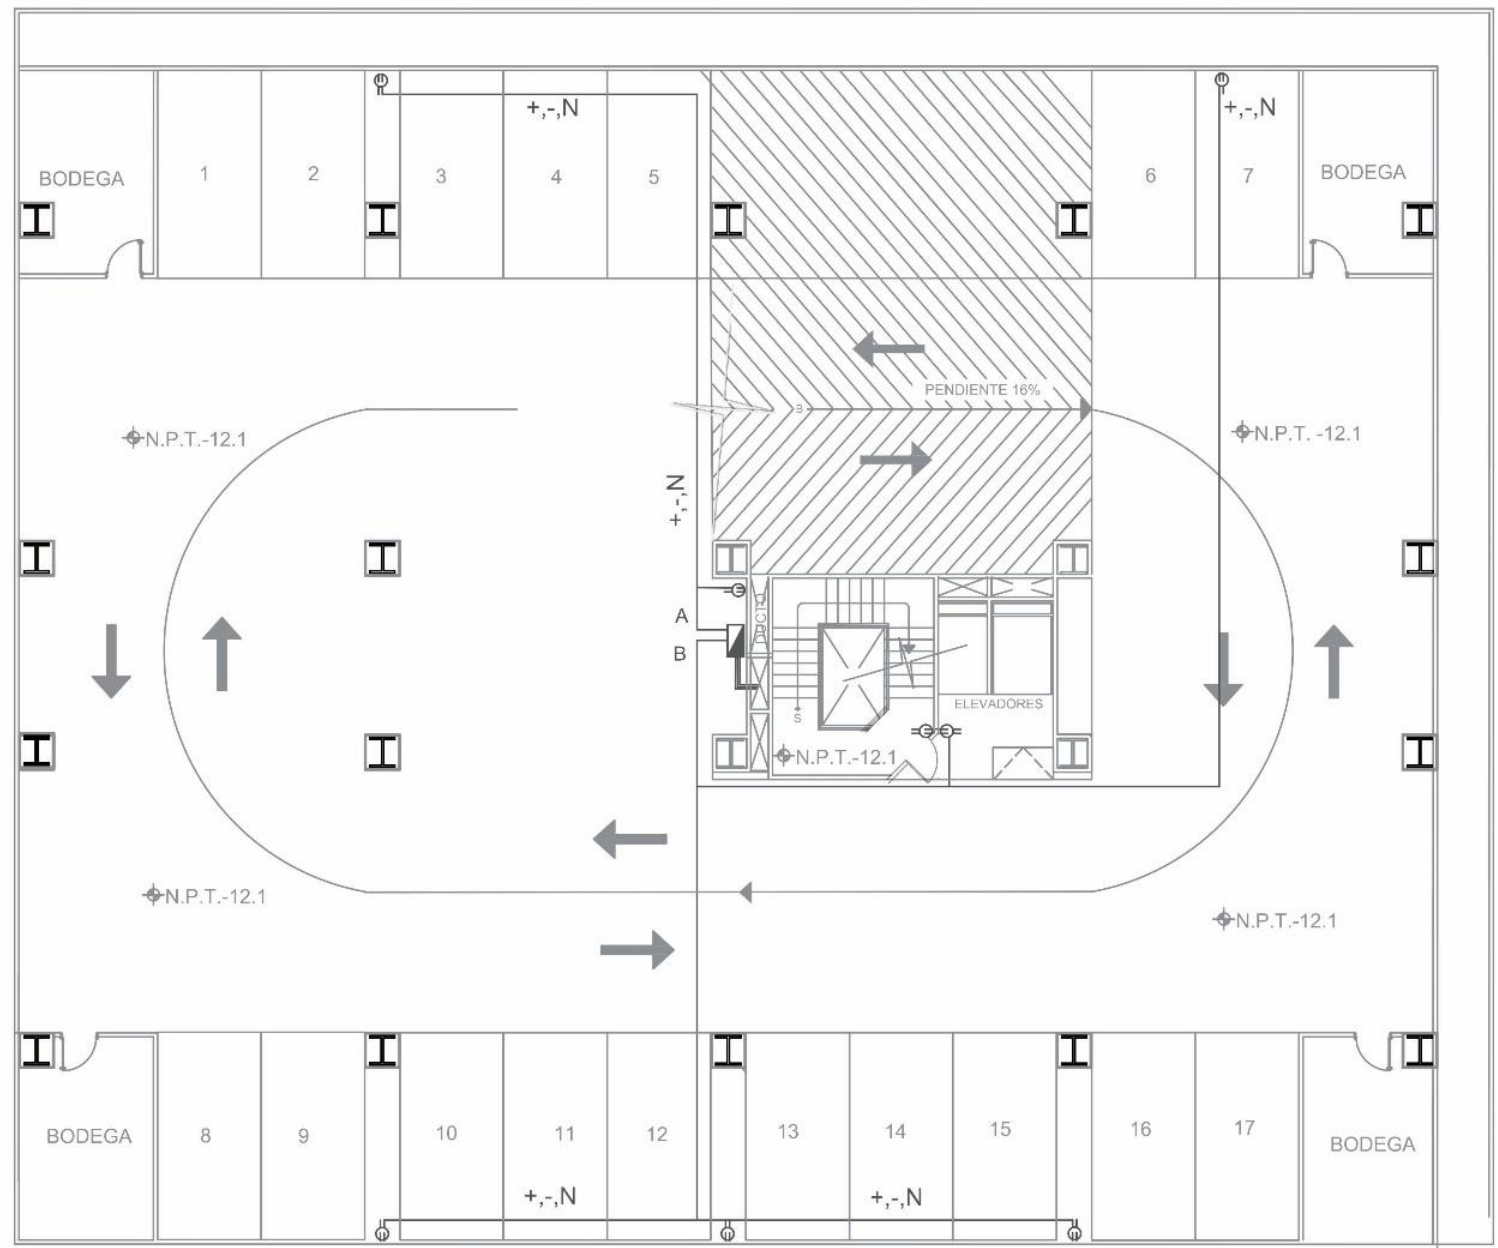 +,-,N
+,-,N
BODEGA
1
2
3
4
5
6
7
BODEGA
PENDIENTE 16%
B
N.P.T.-12.1
N.P.T. -12.1
+,-,N
A
B
DUCTO
ELEVADORES
S
N.P.T.-12.1
N.P.T.-12.1
N.P.T.-12.1
BODEGA
8
9
10
11
12
13
14
15
16
17
BODEGA
+,-,N
+,-,N